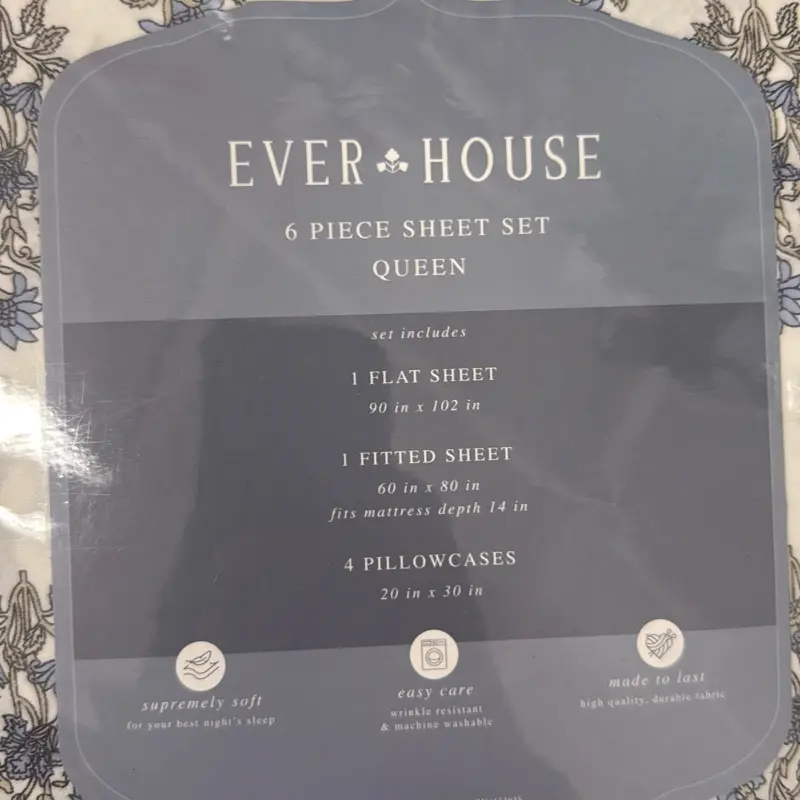 EVER HOUSE
6 PIECE SHEET SET
QUEEN
set includes
1 FLAT SHEET
90 in x 102 in
1 FITTED SHEET
60 in x 80 in
fits mattress depth 14 in
4 PILLOWCASES
20 in x 30 in
supremely soft
for your best night's sleep
easy care
wrinkle resistant
& machine washable
made to last
high quality, durable fabric